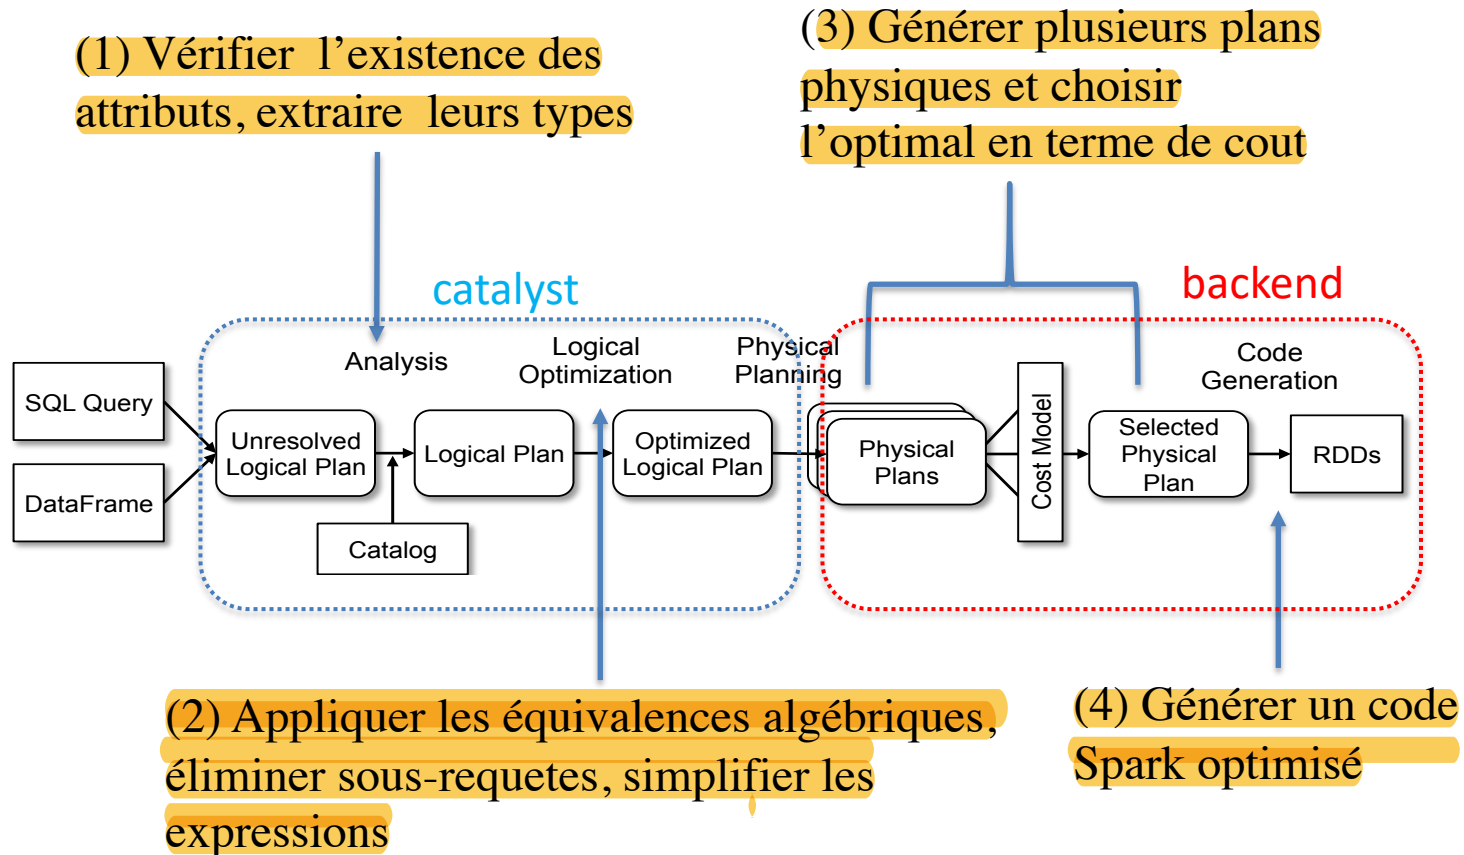 (1) Vérifier l’existence des
attributs, extraire leurs types
(3) Générer plusieurs plans
physiques et choisir
l’optimal en terme de cout
catalyst
backend
Analysis
Logical
Optimization
Physical
Planning
Code
Generation
SQL Query
DataFrame
Unresolved
Logical Plan
Logical Plan
Optimized
Logical Plan
Physical
Plans
Cost Model
Selected
Physical
Plan
RDDs
Catalog
(2) Appliquer les équivalences algébriques,
éliminer sous-requetes, simplifier les
expressions
(4) Générer un code
Spark optimisé